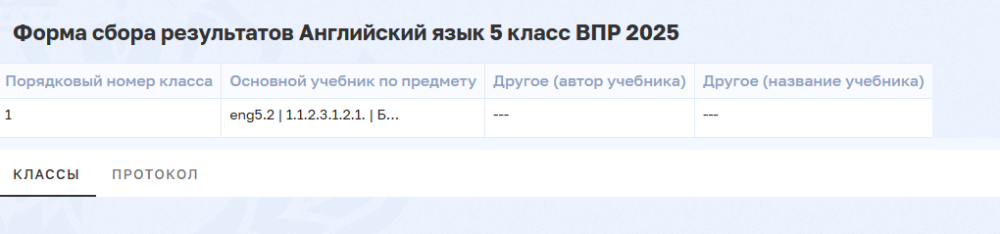 Форма сбора результатов Английский язык 5 класс ВПР 2025
Порядковый номер класса Основной учебник по предмету Другое (автор учебника) Другое (название учебника)
1 eng5.2 | 1.1.2.3.1.2.1. | Б... --- ---
КЛАССЫ ПРОТОКОЛ